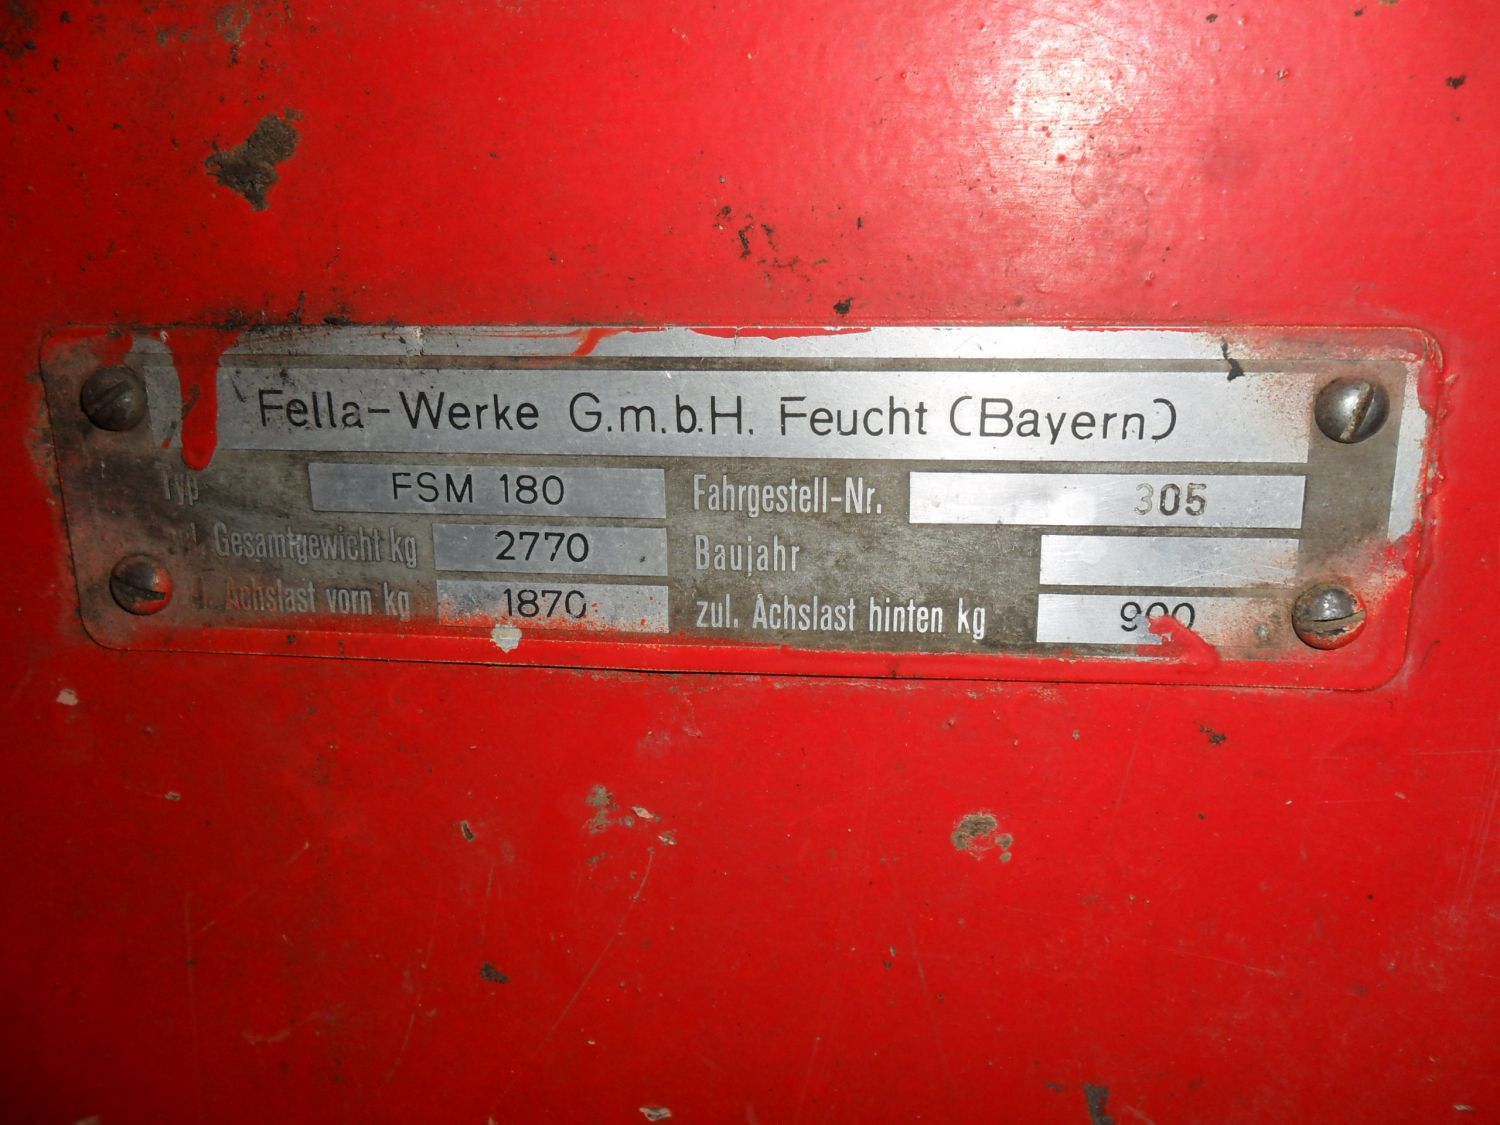 Fella-Werke G.m.b.H. Feucht (Bayern)
Typ FSM 180 Fahrgestell-Nr. 305
Gesamtgewicht kg 2770 Baujahr
Achslast vorn kg 1870 zul. Achslast hinten kg 900